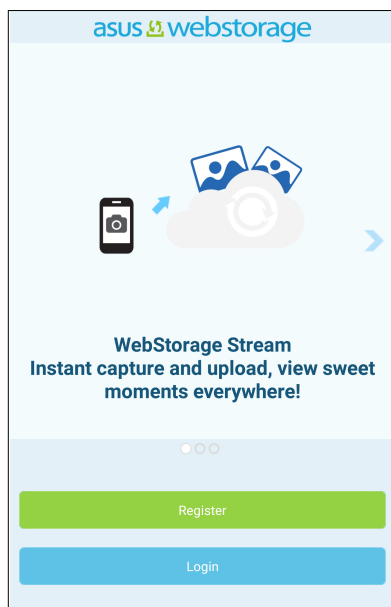 asus webstorage
WebStorage Stream
Instant capture and upload, view sweet
moments everywhere!
Register
Login